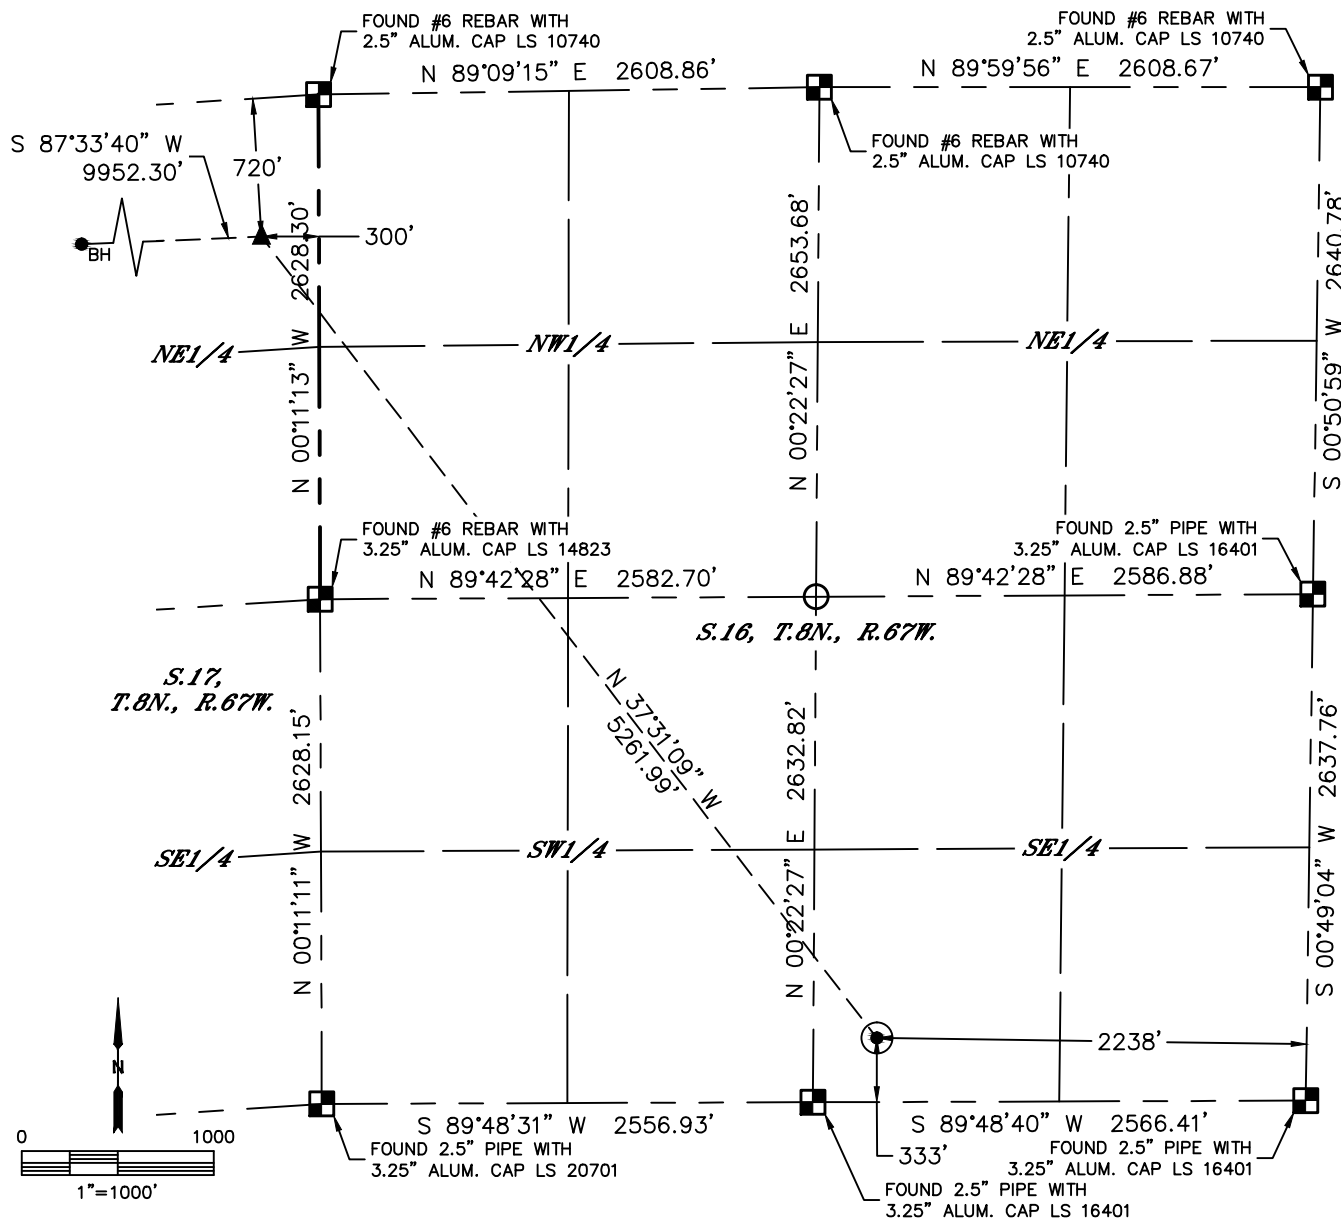 FOUND #6 REBAR WITH
2.5" ALUM. CAP LS 10740
FOUND #6 REBAR WITH
2.5" ALUM. CAP LS 10740
N 89°09'15" E 2608.86'
N 89°59'56" E 2608.67'
S 87°33'40" W
9952.30'
720'
FOUND #6 REBAR WITH
2.5" ALUM. CAP LS 10740
300'
BH
N 00°11'13" W 2628.30'
N 00°22'27" E 2653.68'
S 00°50'59" W 2640.78'
NE1/4
NW1/4
NE1/4
FOUND #6 REBAR WITH
3.25" ALUM. CAP LS 14823
FOUND 2.5" PIPE WITH
3.25" ALUM. CAP LS 16401
N 89°42'28" E 2582.70'
N 89°42'28" E 2586.88'
S.16, T.8N., R.67W.
S.17,
T.8N., R.67W.
N 37°31'09" W
5261.99'
N 00°11'11" W 2628.15'
N 00°22'27" E 2632.82'
S 00°49'04" W 2637.76'
SE1/4
SW1/4
SE1/4
2238'
N
S 89°48'31" W 2556.93'
S 89°48'40" W 2566.41'
333'
0 1000
1"=1000'
FOUND 2.5" PIPE WITH
3.25" ALUM. CAP LS 20701
FOUND 2.5" PIPE WITH
3.25" ALUM. CAP LS 16401
FOUND 2.5" PIPE WITH
3.25" ALUM. CAP LS 16401